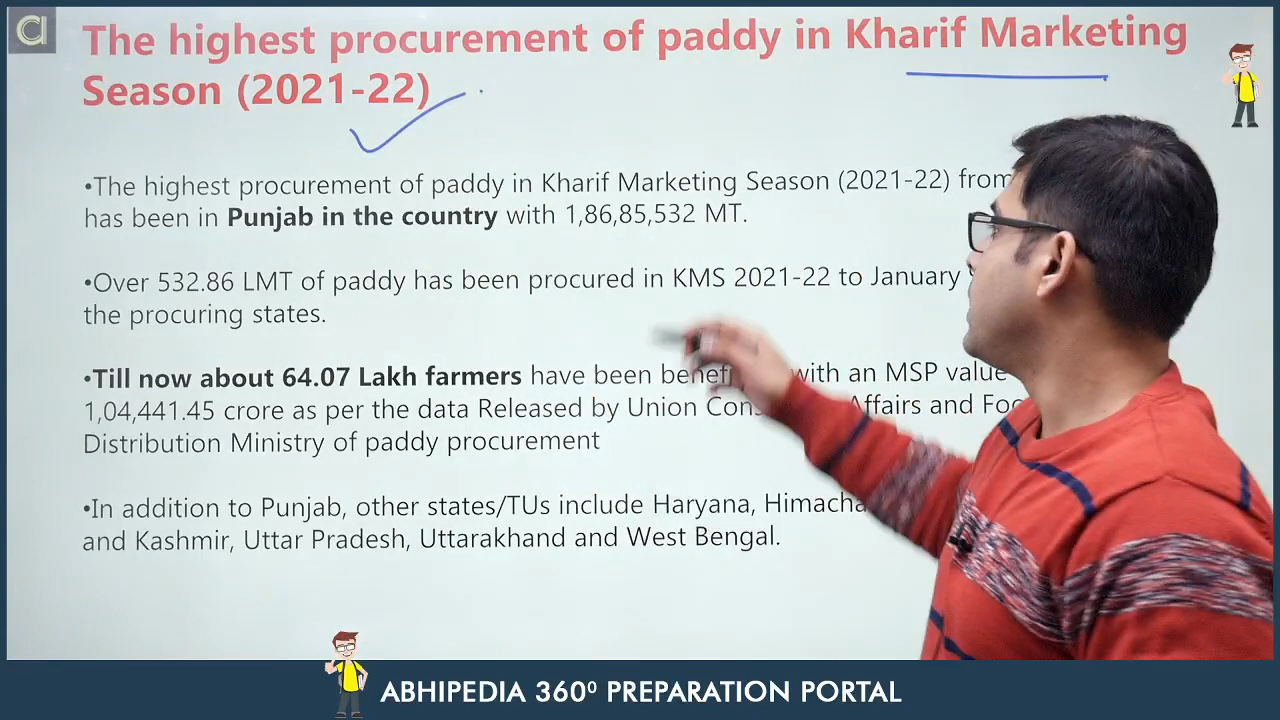 The highest procurement of paddy in Kharif Marketing
Season (2021-22)
•The highest procurement of paddy in Kharif Marketing Season (2021-22) from
has been in Punjab in the country with 1,86,85,532 MT.
•Over 532.86 LMT of paddy has been procured in KMS 2021-22 to January
the procuring states.
•Till now about 64.07 Lakh farmers have been with an MSP value
1,04,441.45 crore as per the data Released by Union Affairs and
Distribution Ministry of paddy procurement
•In addition to Punjab, other states/TUs include Haryana,
and Kashmir, Uttar Pradesh, Uttarakhand and West Bengal.
ABHIPEDIA 360⁰ PREPARATION PORTAL